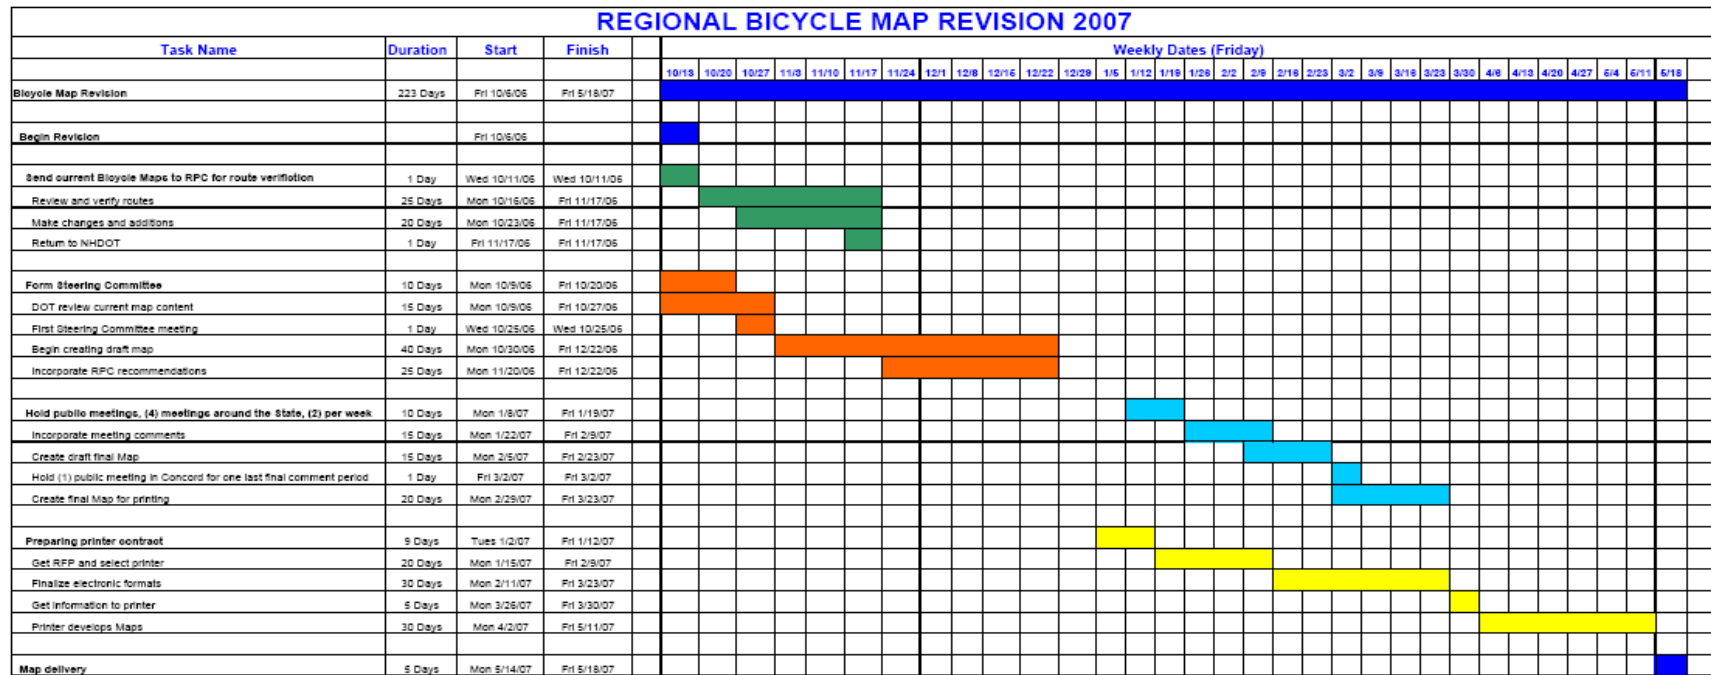 REGIONAL BICYCLE MAP REVISION 2007
Task Name Duration Start Finish Weekly Dates (Friday)
10/13 10/20 10/27 11/3 11/10 11/17 11/24 12/1 12/8 12/15 12/22 12/29 1/5 1/12 1/19 1/26 2/2 2/9 2/16 2/23 3/2 3/9 3/16 3/23 3/30 4/6 4/13 4/20 4/27 5/4 5/11 5/18
Bicycle Map Revision 223 Days Fri 10/6/06 Fri 5/18/07
Begin Revision Fri 10/6/06
Send current Bicycle Maps to RPC for route verifiction 1 Day Wed 10/11/06 Wed 10/11/06
Review and verify routes 25 Days Mon 10/16/06 Fri 11/17/06
Make changes and additions 20 Days Mon 10/23/06 Fri 11/17/06
Return to NHDOT 1 Day Fri 11/17/06 Fri 11/17/06
Form Steering Committee 10 Days Mon 10/9/06 Fri 10/20/06
DOT review current map content 15 Days Mon 10/9/06 Fri 10/27/06
First Steering Committee meeting 1 Day Wed 10/25/06 Wed 10/25/06
Begin creating draft map 40 Days Mon 10/30/06 Fri 12/22/06
Incorporate RPC recommendations 25 Days Mon 11/20/06 Fri 12/22/06
Hold public meetings, (4) meetings around the State, (2) per week 10 Days Mon 1/8/07 Fri 1/19/07
Incorporate meeting comments 15 Days Mon 1/22/07 Fri 2/9/07
Create draft final Map 15 Days Mon 2/5/07 Fri 2/23/07
Hold (1) public meeting in Concord for one last final comment period 1 Day Fri 3/2/07 Fri 3/2/07
Create final Map for printing 20 Days Mon 2/29/07 Fri 3/23/07
Preparing printer contract 9 Days Tues 1/2/07 Fri 1/12/07
Get RFP and select printer 20 Days Mon 1/15/07 Fri 2/9/07
Finalize electronic formats 30 Days Mon 2/11/07 Fri 3/23/07
Get information to printer 5 Days Mon 3/26/07 Fri 3/30/07
Printer develops Maps 30 Days Mon 4/2/07 Fri 5/11/07
Map delivery 5 Days Mon 5/14/07 Fri 5/18/07